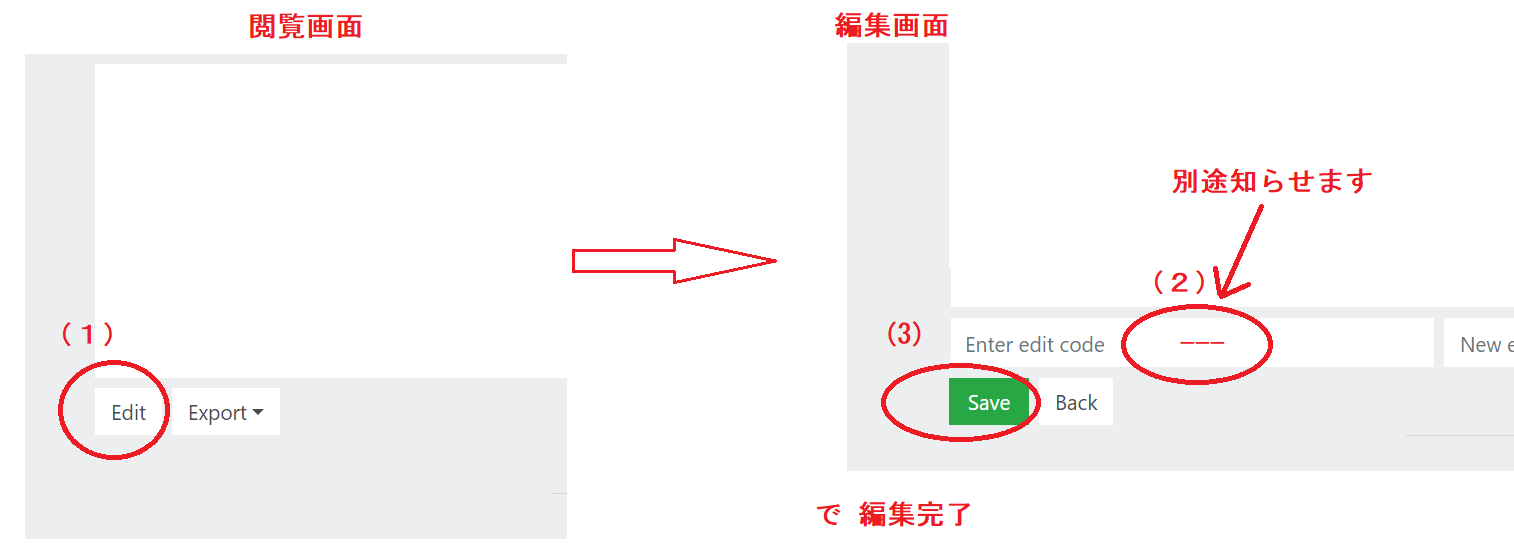 閲覧画面
(1)
Edit
Export
編集画面
別途知らせます
(2)
(3)
Enter edit code
---
New e
Save
Back
で 編集完了